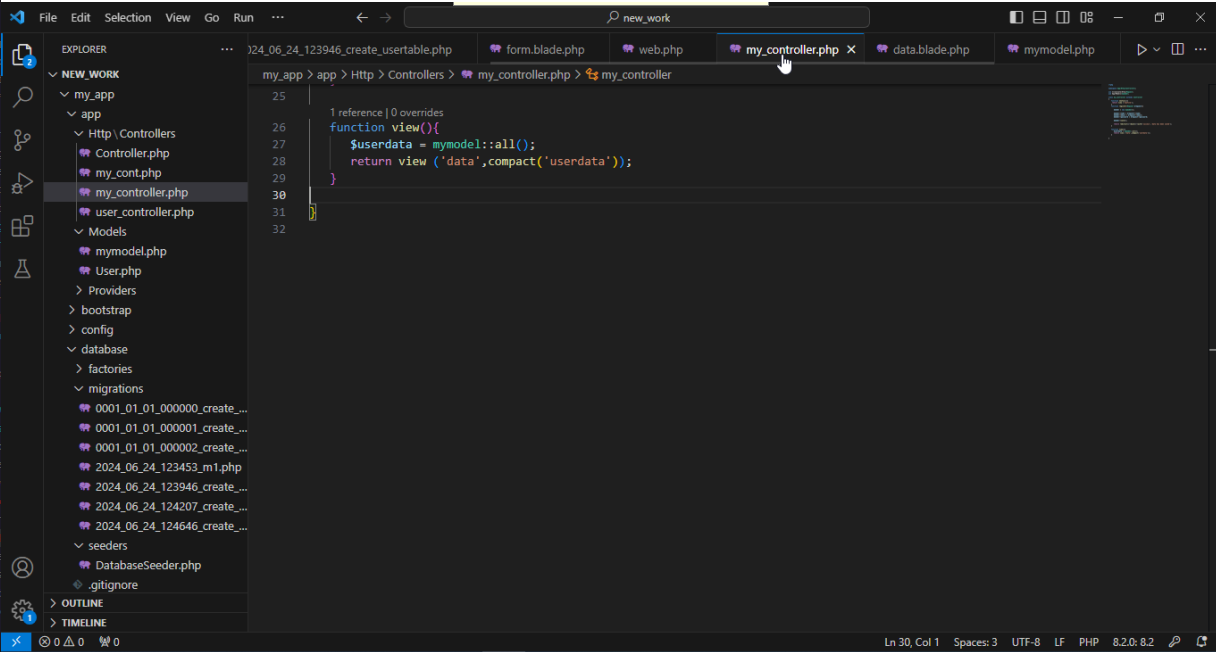 File Edit Selection View Go Run ··· new_work
EXPLORER ···
24_06_24_123946_create_usertable.php form.blade.php web.php my_controller.php data.blade.php mymodel.php
my_app > app > Http > Controllers > my_controller.php > my_controller
NEW_WORK
my_app
app
Http\Controllers
Controller.php
my_cont.php
my_controller.php
user_controller.php
Models
mymodel.php
User.php
Providers
bootstrap
config
database
factories
migrations
0001_01_01_000000_create_...
0001_01_01_000001_create_...
0001_01_01_000002_create_...
2024_06_24_123453_m1.php
2024_06_24_123946_create_...
2024_06_24_124207_create_...
2024_06_24_124646_create_...
seeders
DatabaseSeeder.php
.gitignore
OUTLINE
TIMELINE
25
1 reference | 0 overrides
26 function view(){
27 $userdata = mymodel::all();
28 return view ('data',compact('userdata'));
29 }
30
31 }
32
2
1
0 0 0 Ln 30, Col 1 Spaces: 3 UTF-8 LF PHP 8.2.0: 8.2